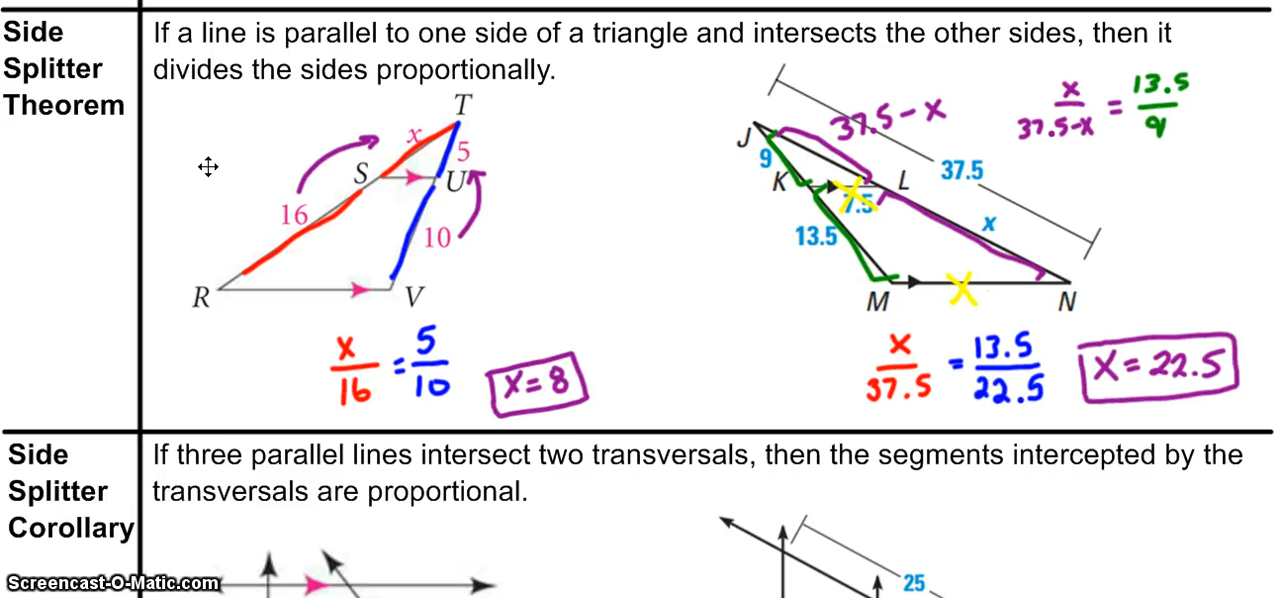 Side
Splitter
Theorem
If a line is parallel to one side of a triangle and intersects the other sides, then it
divides the sides proportionally.
T
x
5
S
U
16
10
R
V
x/16 = 5/10
x = 8
37.5-x
x/37.5-x = 13.5/9
J
9
K
L
37.5
7.5
x
13.5
M
N
x/37.5 = 13.5/22.5
x = 22.5
Side
Splitter
Corollary
If three parallel lines intersect two transversals, then the segments intercepted by the
transversals are proportional.
25
Screencast-O-Matic.com